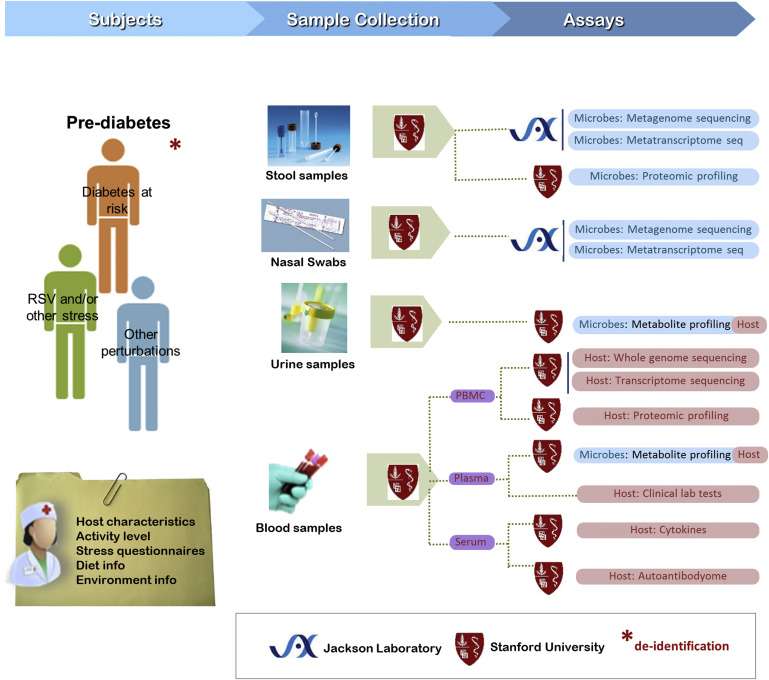 Subjects
Sample Collection
Assays
Pre-diabetes
*
Diabetes at
risk
RSV and/or
other stress
Other
perturbations
Host characteristics
Activity level
Stress questionnaires
Diet info
Environment info
Stool samples
Nasal Swabs
Urine samples
Blood samples
PBMC
Plasma
Serum
JAX
Microbes: Metagenome sequencing
Microbes: Metatranscriptome seq
Microbes: Proteomic profiling
JAX
Microbes: Metagenome sequencing
Microbes: Metatranscriptome seq
Microbes: Metabolite profiling Host
Host: Whole genome sequencing
Host: Transcriptome sequencing
Host: Proteomic profiling
Microbes: Metabolite profiling Host
Host: Clinical lab tests
Host: Cytokines
Host: Autoantibodyome
JAX Jackson Laboratory
Stanford University
*de-identification